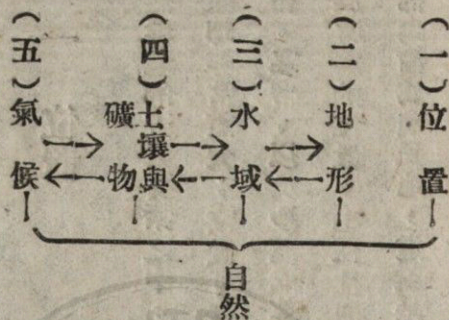 (一)位置
(二)地形
(三)水域
(四)土壤與
礦物
(五)氣候
自然